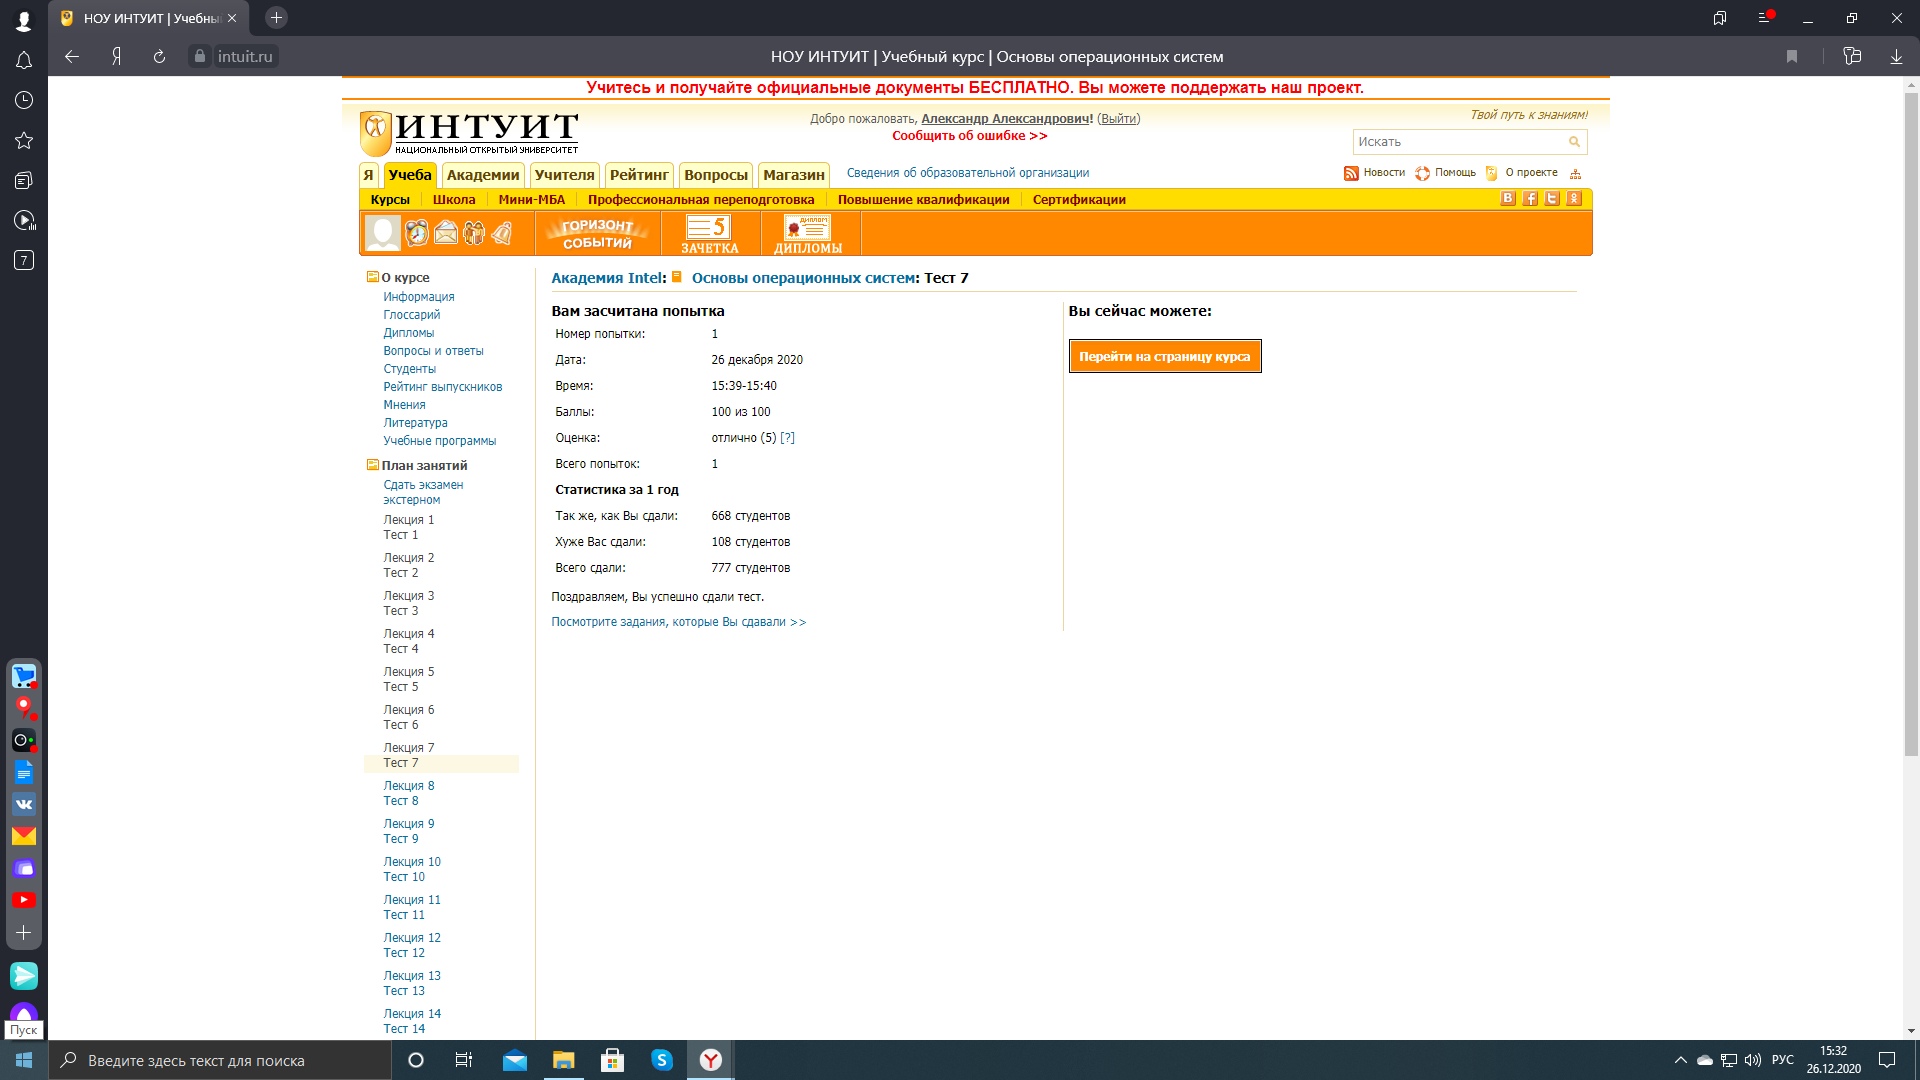 НОУ ИНТУИТ | Учебны
intuit.ru
НОУ ИНТУИТ | Учебный курс | Основы операционных систем
Учитесь и получайте официальные документы БЕСПЛАТНО. Вы можете поддержать наш проект.
ИНТУИТ
НАЦИОНАЛЬНЫЙ ОТКРЫТЫЙ УНИВЕРСИТЕТ
Добро пожаловать, Александр Александрович! (Выйти)
Сообщить об ошибке >>
Твой путь к знаниям!
Искать
Я Учеба Академии Учителя Рейтинг Вопросы Магазин Сведения об образовательной организации
Новости Помощь О проекте
Курсы Школа Мини-МБА Профессиональная переподготовка Повышение квалификации Сертификации
ГОРИЗОНТ СОБЫТИЙ
5
ЗАЧЕТКА
ДИПЛОМ
ДИПЛОМЫ
О курсе
Информация
Глоссарий
Дипломы
Вопросы и ответы
Студенты
Рейтинг выпускников
Мнения
Литература
Учебные программы
План занятий
Сдать экзамен
экстерном
Лекция 1
Тест 1
Лекция 2
Тест 2
Лекция 3
Тест 3
Лекция 4
Тест 4
Лекция 5
Тест 5
Лекция 6
Тест 6
Лекция 7
Тест 7
Лекция 8
Тест 8
Лекция 9
Тест 9
Лекция 10
Тест 10
Лекция 11
Тест 11
Лекция 12
Тест 12
Лекция 13
Тест 13
Лекция 14
Тест 14
Академия Intel: Основы операционных систем: Тест 7
Вам засчитана попытка
Номер попытки: 1
Дата: 26 декабря 2020
Время: 15:39-15:40
Баллы: 100 из 100
Оценка: отлично (5) [?]
Всего попыток: 1
Статистика за 1 год
Так же, как Вы сдали: 668 студентов
Хуже Вас сдали: 108 студентов
Всего сдали: 777 студентов
Поздравляем, Вы успешно сдали тест.
Посмотрите задания, которые Вы сдавали >>
Вы сейчас можете:
Перейти на страницу курса
7
Пуск
Введите здесь текст для поиска
РУС
15:32
26.12.2020